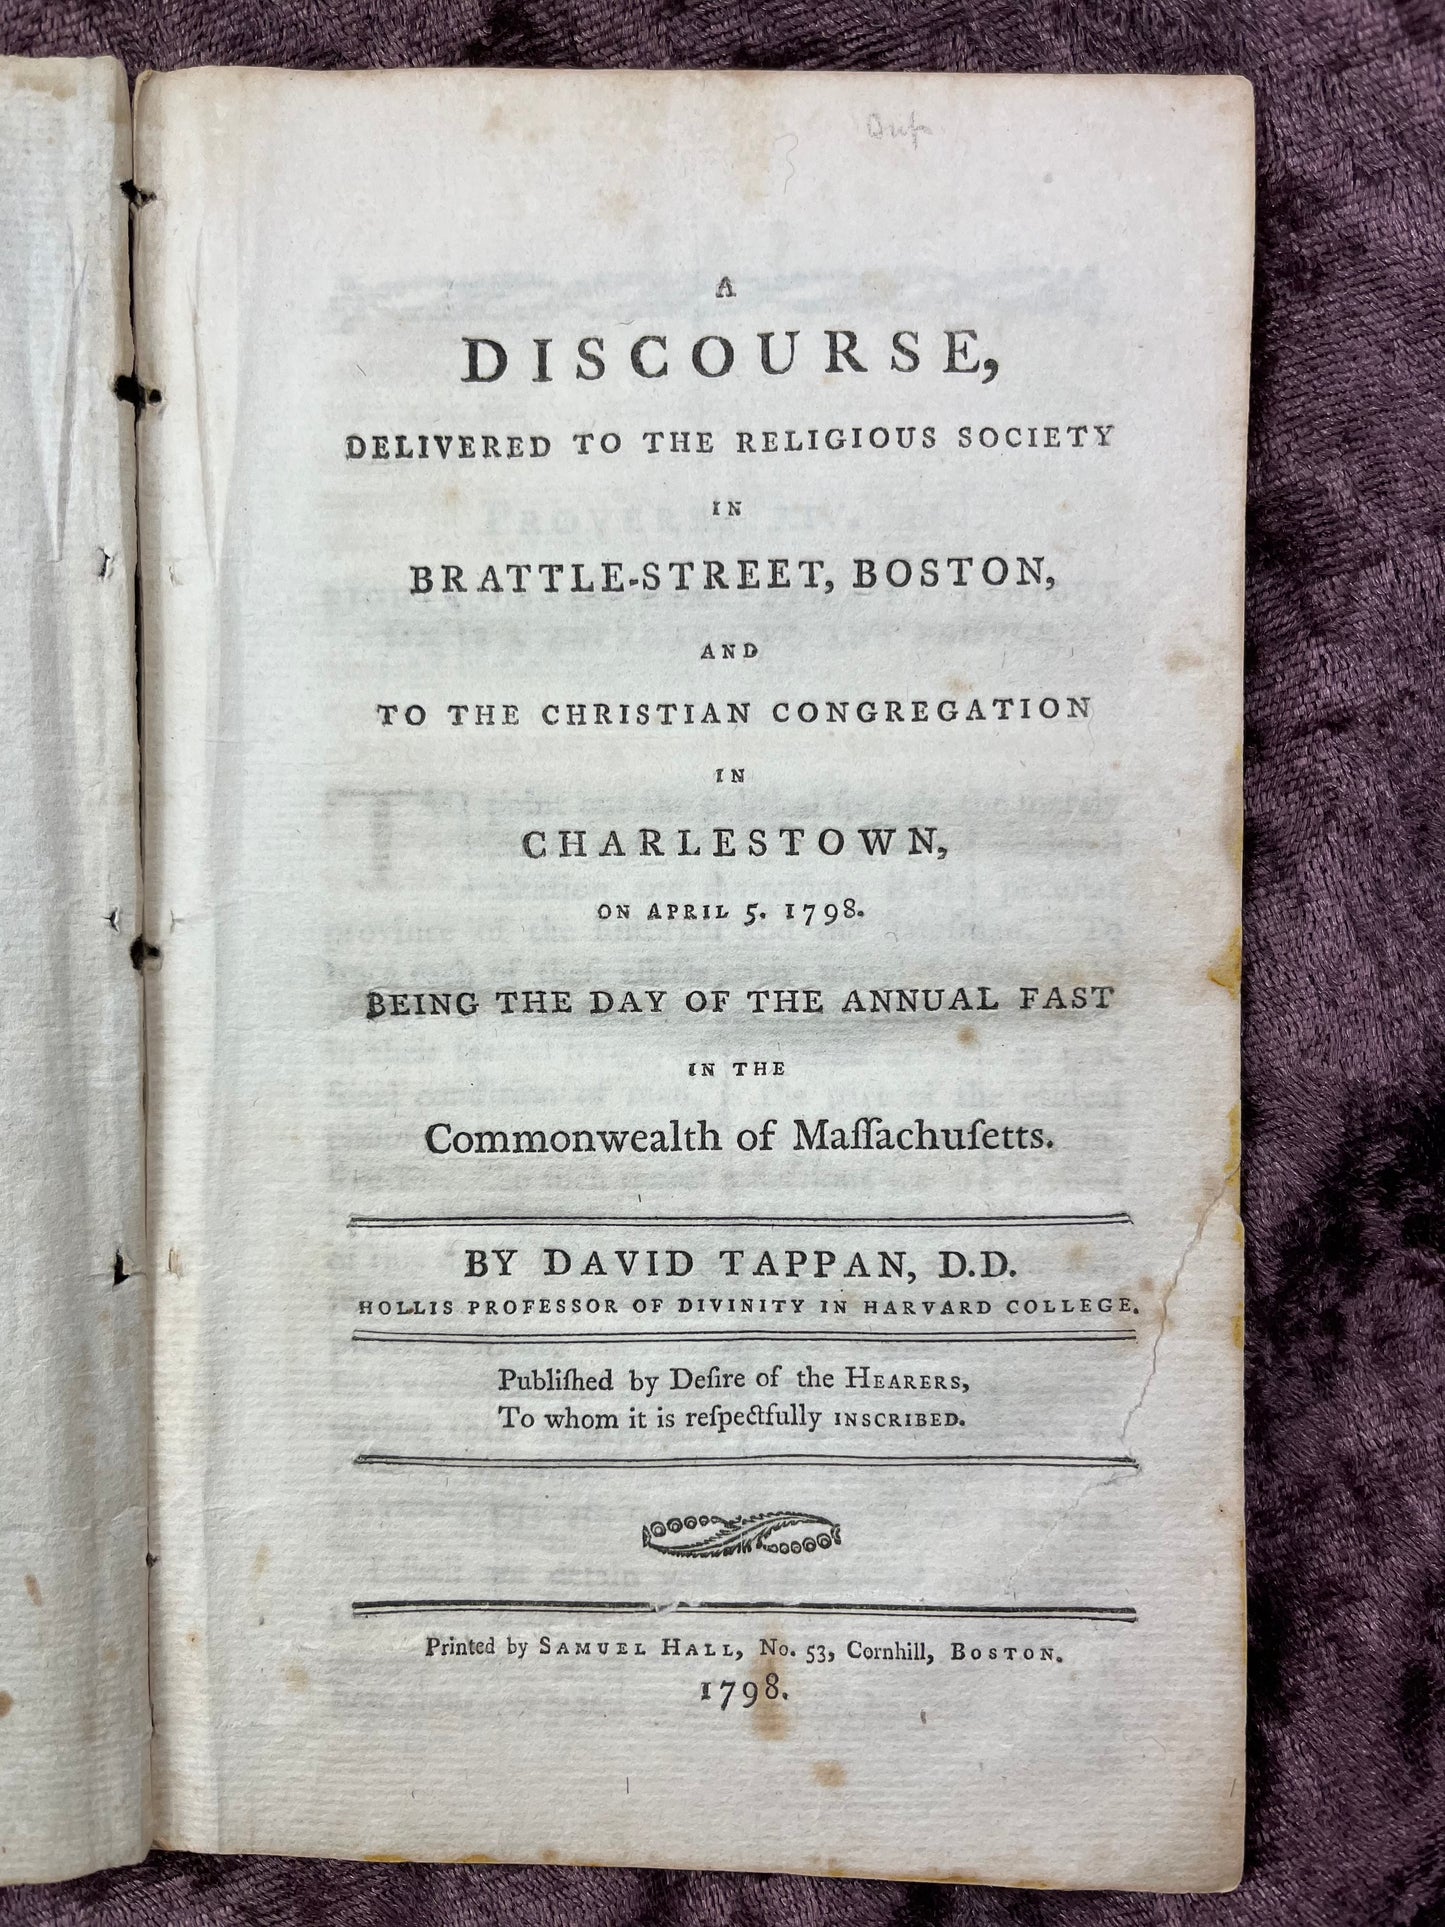 A
DISCOURSE,
DELIVERED TO THE RELIGIOUS SOCIETY
IN
BRATTLE-STREET, BOSTON,
AND
TO THE CHRISTIAN CONGREGATION
IN
CHARLESTOWN,
ON APRIL 5. 1798.
BEING THE DAY OF THE ANNUAL FAST
IN THE
Commonwealth of Maſſachuſetts.
BY DAVID TAPPAN, D.D.
HOLLIS PROFESSOR OF DIVINITY IN HARVARD COLLEGE.
Publiſhed by Deſire of the HEARERS,
To whom it is reſpectfully INSCRIBED.
Printed by SAMUEL HALL, No. 53, Cornhill, BOSTON.
1798.